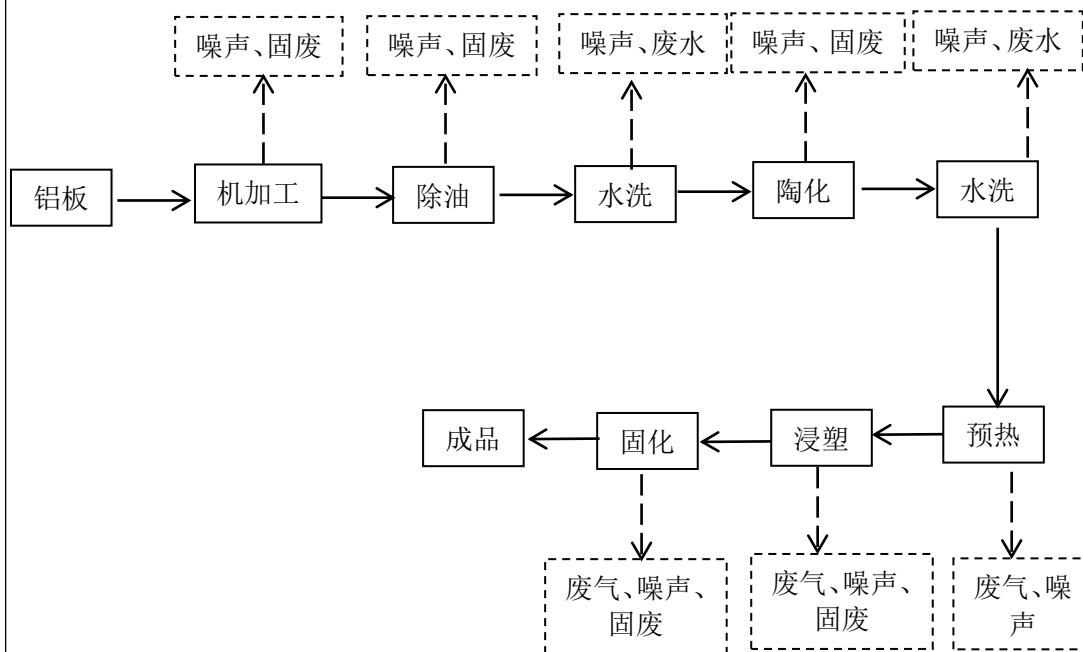 噪声、固废
噪声、固废
噪声、废水
噪声、固废
噪声、废水
铝板
机加工
除油
水洗
陶化
水洗
成品
固化
浸塑
预热
废气、噪声、
固废
废气、噪声、
固废
废气、噪
声